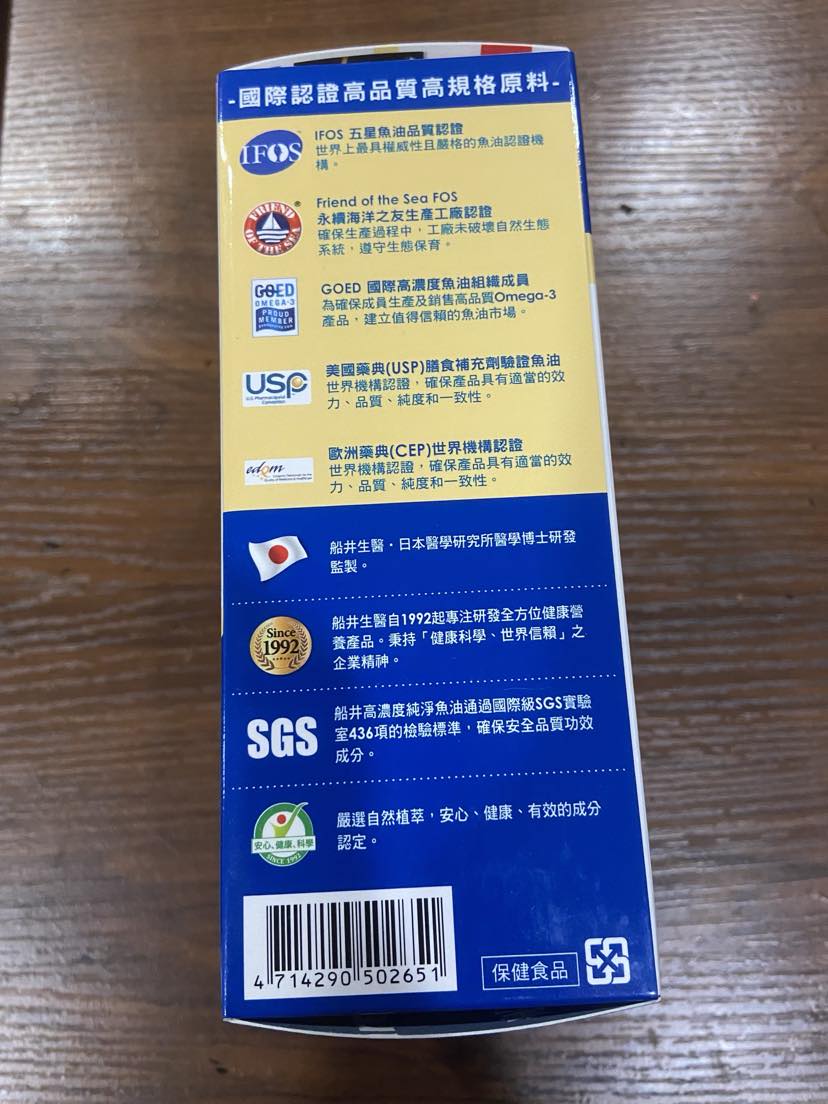 -國際認證高品質高規格原料-
IFOS
IFOS 五星魚油品質認證
世界上最具權威性且嚴格的魚油認證機
構。
FRIEND OF THE SEA
Friend of the Sea FOS
永續海洋之友生產工廠認證
確保生產過程中，工廠未破壞自然生態
系統，遵守生態保育。
GOED
OMEGA-3
PROUD
MEMBER
GOED 國際高濃度魚油組織成員
為確保成員生產及銷售高品質Omega-3
產品，建立值得信賴的魚油市場。
USP
U.S. Pharmacopeial
Convention
美國藥典(USP)膳食補充劑驗證魚油
世界機構認證，確保產品具有適當的效
力、品質、純度和一致性。
edqm
歐洲藥典(CEP)世界機構認證
世界機構認證，確保產品具有適當的效
力、品質、純度和一致性。
船井生醫・日本醫學研究所醫學博士研發
監製。
Since
1992
船井生醫自1992起專注研發全方位健康營
養產品。秉持「健康科學、世界信賴」之
企業精神。
SGS
船井高濃度純淨魚油通過國際級SGS實驗
室436項的檢驗標準，確保安全品質功效
成分。
安心、健康、科學
SINCE 1992
嚴選自然植萃，安心、健康、有效的成分
認定。
4 714290 502651
保健食品